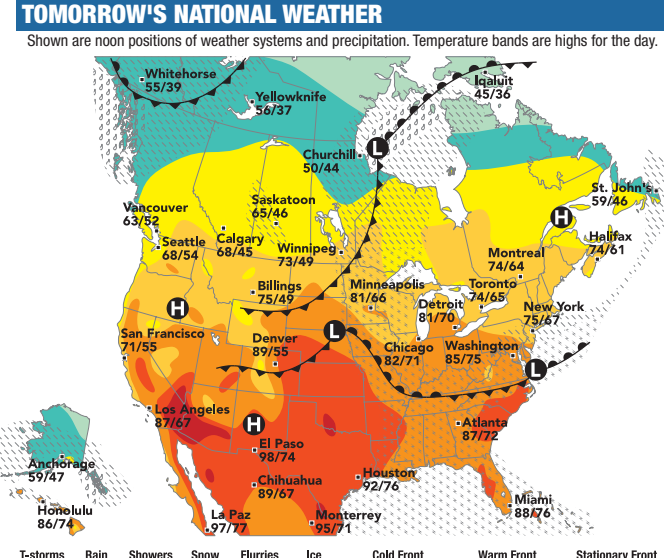 TOMORROW'S NATIONAL WEATHER
Shown are noon positions of weather systems and precipitation. Temperature bands are highs for the day.
Whitehorse
55/39
Yellowknife
56/37
Iqaluit
45/36
Churchill
50/44
L
St. John's
59/46
Vancouver
63/52
Saskatoon
65/46
H
Seattle
68/54
Calgary
68/45
Winnipeg
73/49
Halifax
74/61
Montreal
74/64
Billings
75/49
Minneapolis
81/66
Toronto
74/65
Detroit
81/70
New York
75/67
H
San Francisco
71/55
Denver
89/55
L
Chicago
82/71
Washington
85/75
L
Los Angeles
87/67
H
Atlanta
87/72
El Paso
98/74
Anchorage
59/47
Chihuahua
89/67
Houston
92/76
Honolulu
86/74
La Paz
97/77
Monterrey
95/71
Miami
88/76
T-storms Rain Showers Snow Flurries Ice Cold Front Warm Front Stationary Front